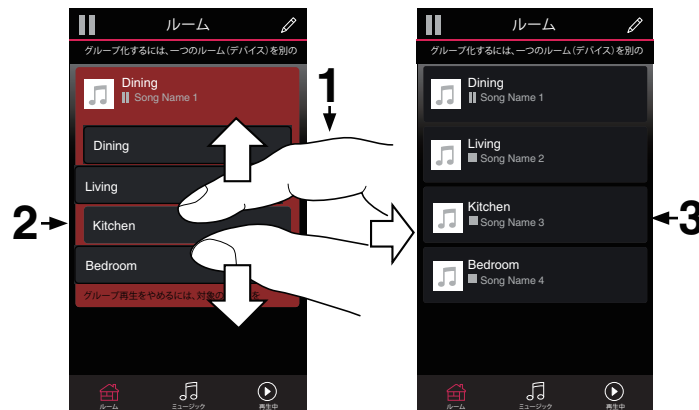 ルーム
グループ化するには、一つのルーム（デバイス）を別の
Dining
Song Name 1
Dining
Living
Kitchen
Bedroom
グループ再生をやめるには、対象の
を
ルーム
ミュージック
再生中
1
2
ルーム
グループ化するには、一つのルーム（デバイス）を別の
Dining
Song Name 1
Living
Song Name 2
Kitchen
Song Name 3
Bedroom
Song Name 4
ルーム
ミュージック
再生中
3